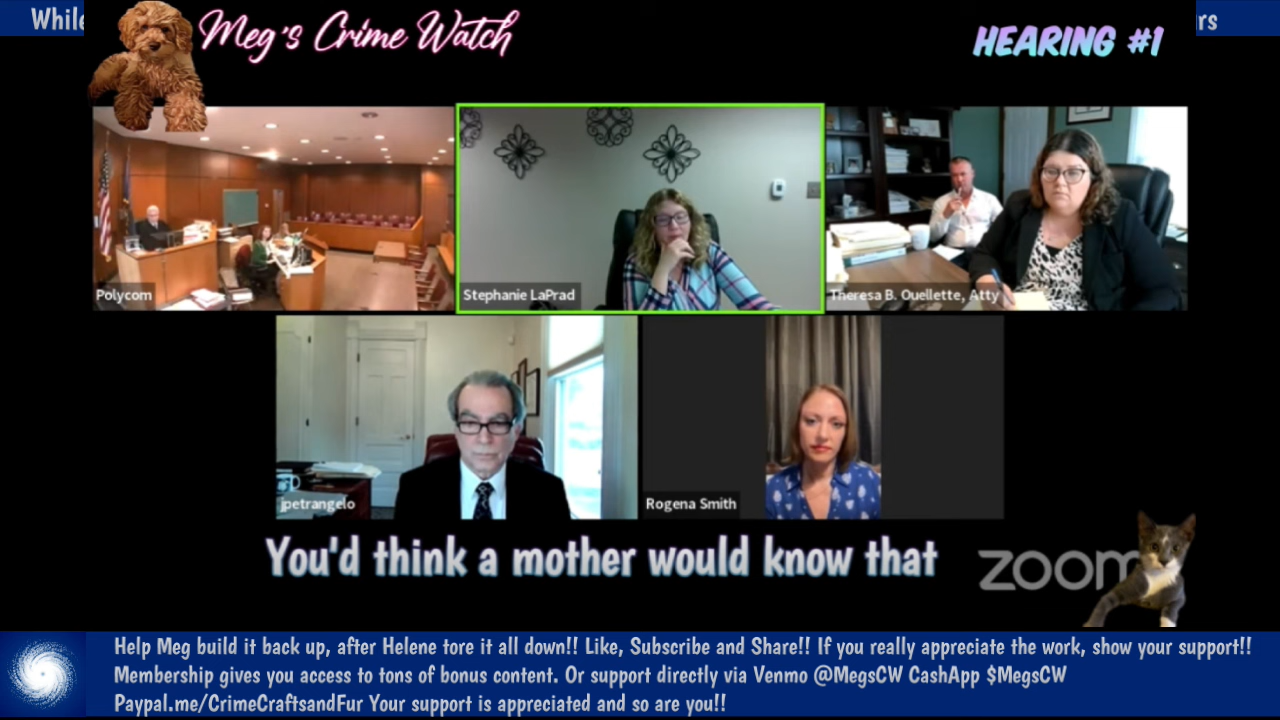 While
rs
Meg's Crime Watch
HEARING #1
Polycom
Stephanie LaPrad
Theresa B. Ouellette, Atty
jpetrangelo
Rogena Smith
You'd think a mother would know that
zoom
Help Meg build it back up, after Helene tore it all down!! Like, Subscribe and Share!! If you really appreciate the work, show your support!!
Membership gives you access to tons of bonus content. Or support directly via Venmo @MegsCW CashApp $MegsCW
Paypal.me/CrimeCraftsandFur Your support is appreciated and so are you!!